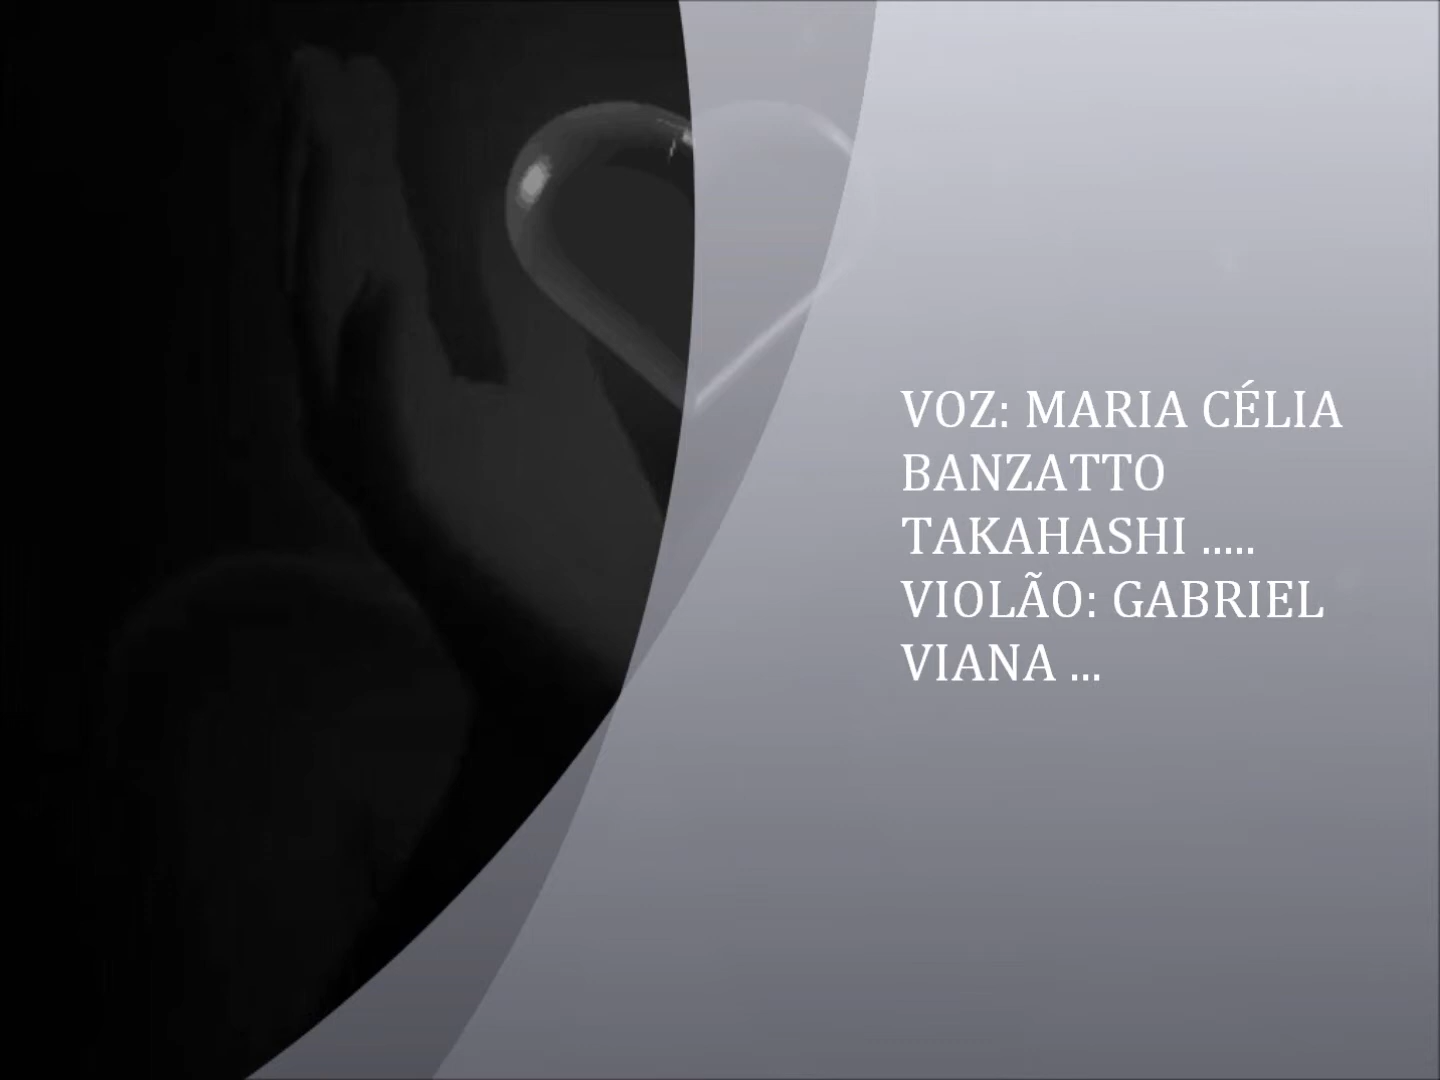 VOZ: MARIA CÉLIA
BANZATTO
TAKAHASHI .....
VIOLÃO: GABRIEL
VIANA ...